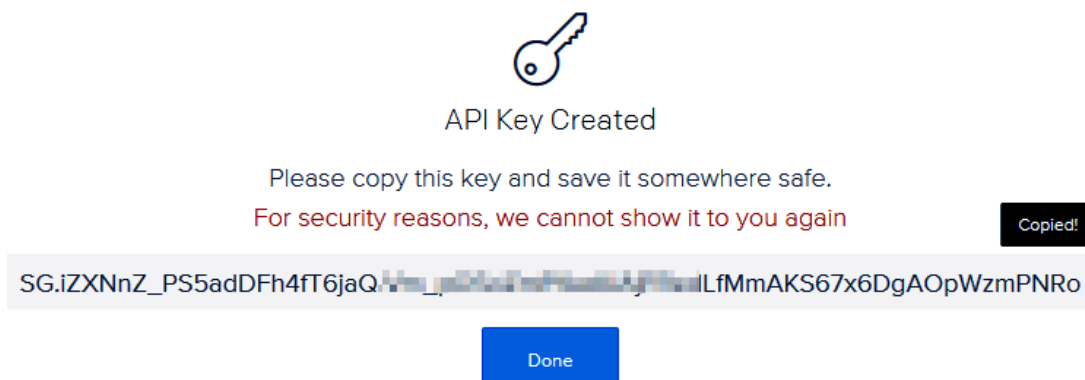 API Key Created
Please copy this key and save it somewhere safe.
For security reasons, we cannot show it to you again
Copied!
SG.iZXNnZ_PS5adDFh4fT6jaQ LfMmAKS67x6DgAOpWzmPNRo
Done